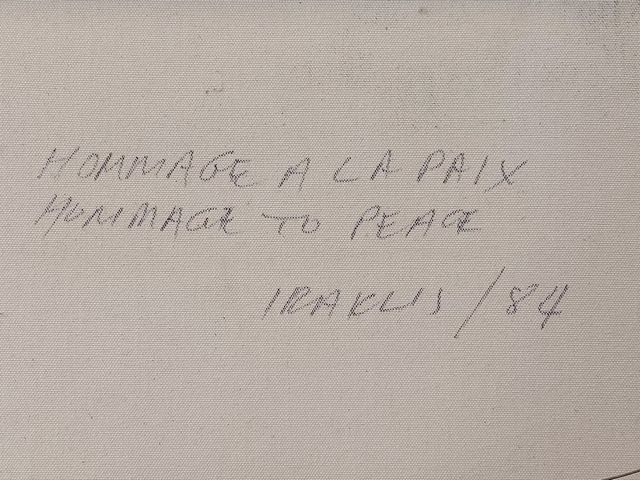 HOMMAGE A LA PAIX
HOMMAGE TO PEACE
IRAKLIS / 84